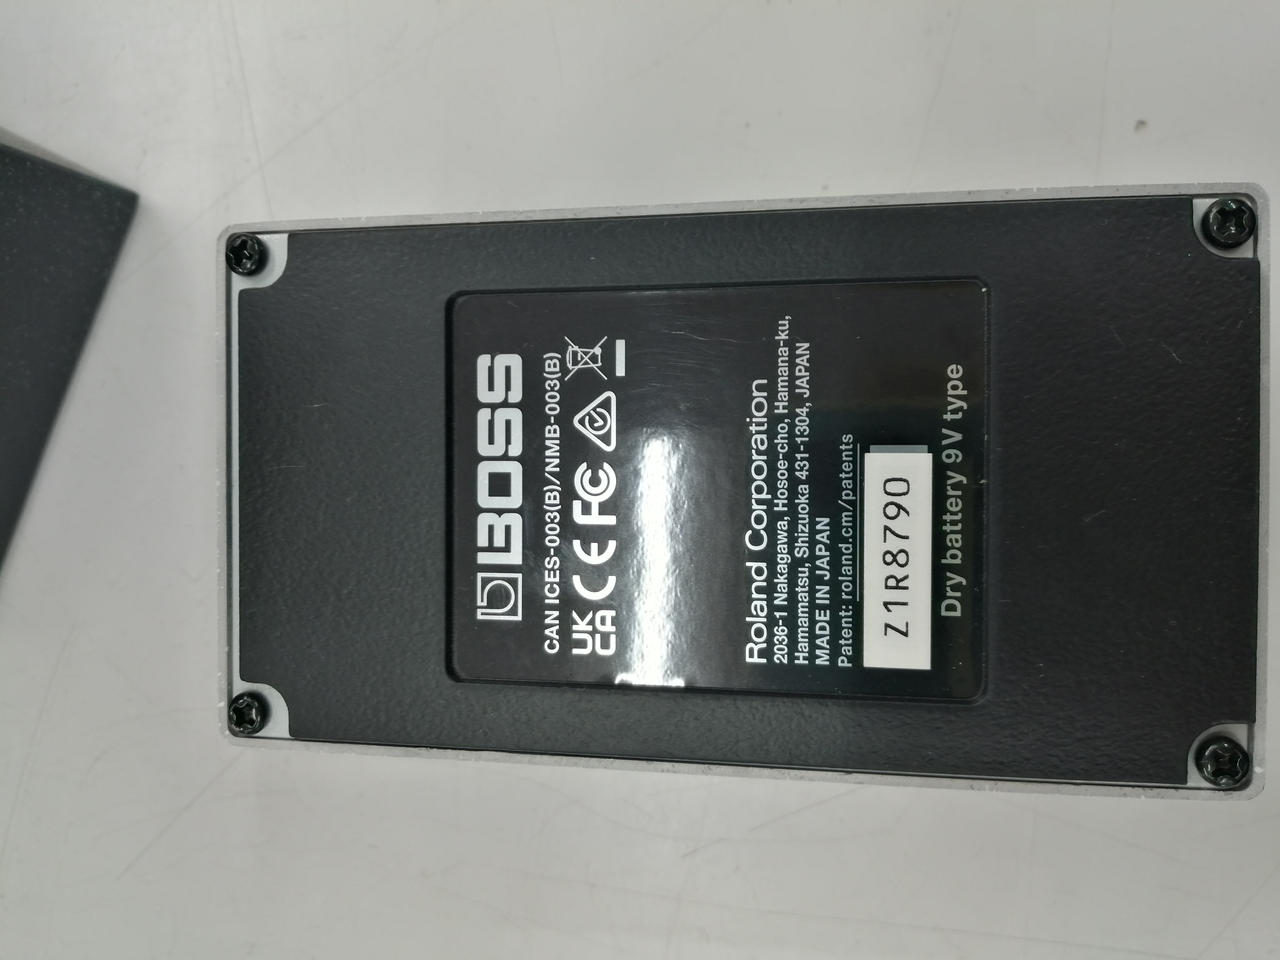 BOSS
CAN ICES-003(B)/NMB-003(B)
UK CA CE FC
Roland Corporation
2036-1 Nakagawa, Hosoe-cho, Hamana-ku,
Hamamatsu, Shizuoka 431-1304, JAPAN
MADE IN JAPAN
Patent: roland.cm/patents
Z1R8790
Dry battery 9V type